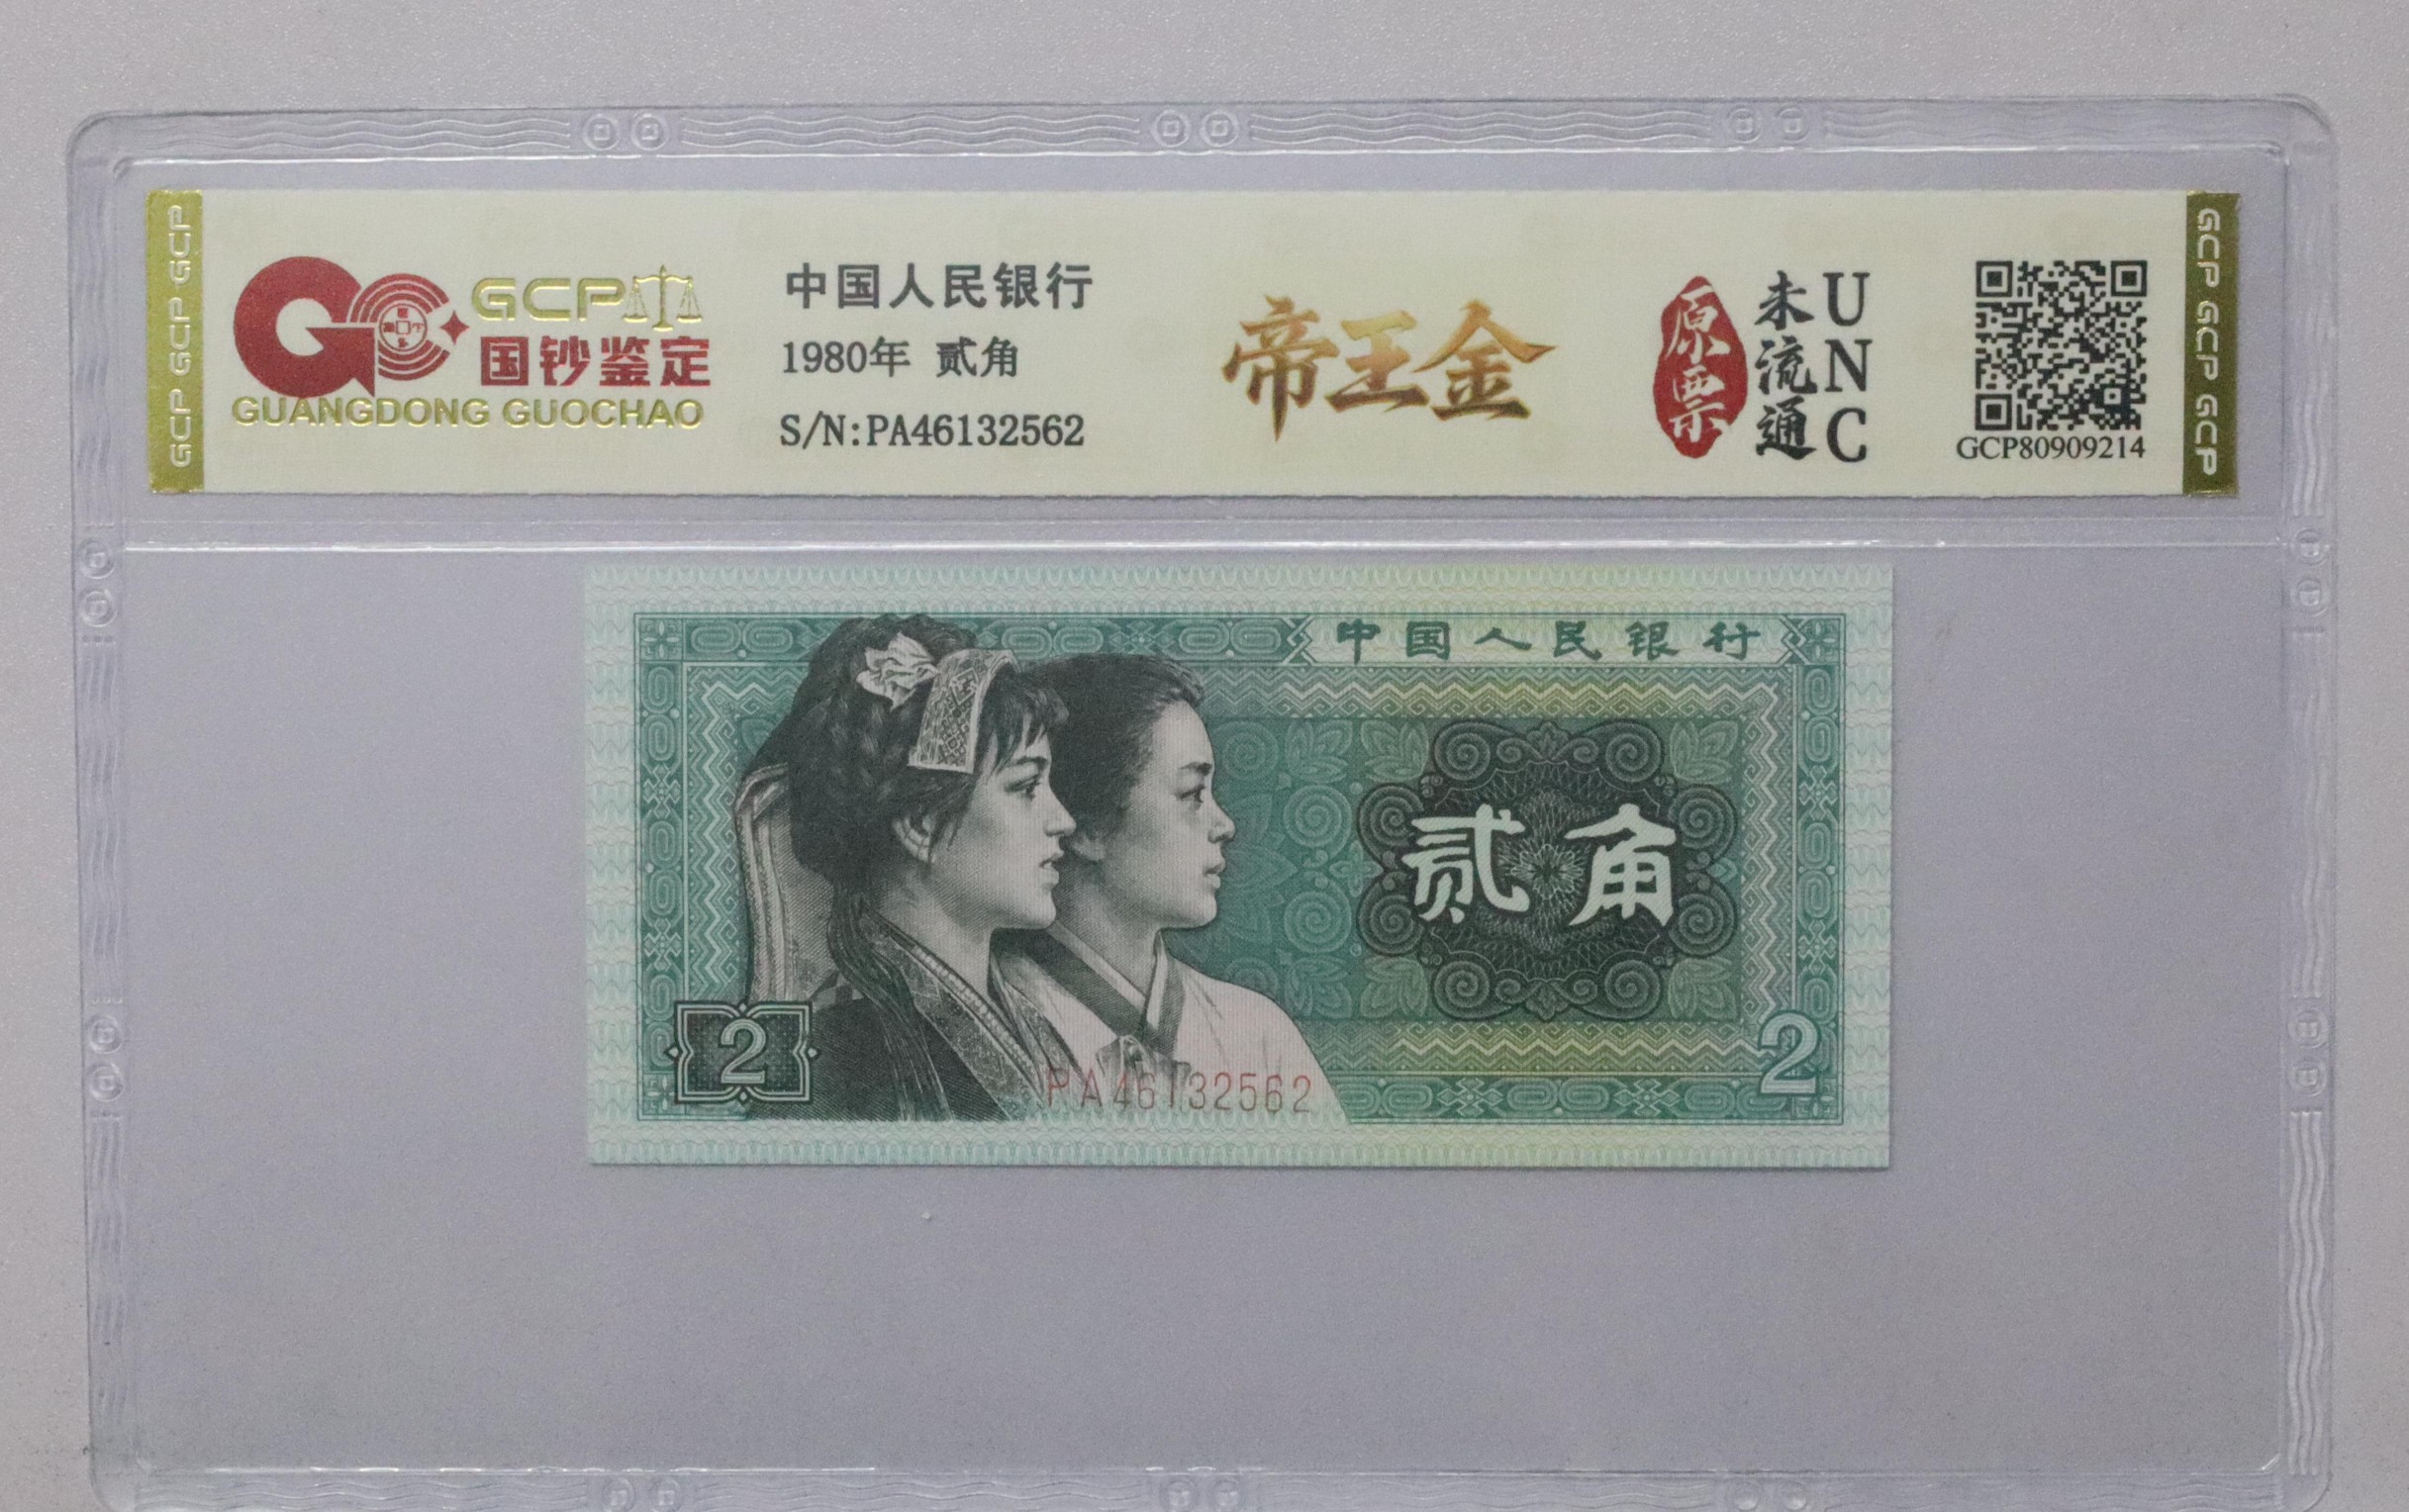 GCP GCP GCP
GCP
国钞鉴定
GUANGDONG GUOCHAO
中国人民银行
1980年 贰角
S/N:PA46132562
帝王金
原票
未流通
UNC
GCP80909214
GCP GCP GCP
中国人民银行
贰角
2
2
PA46132562